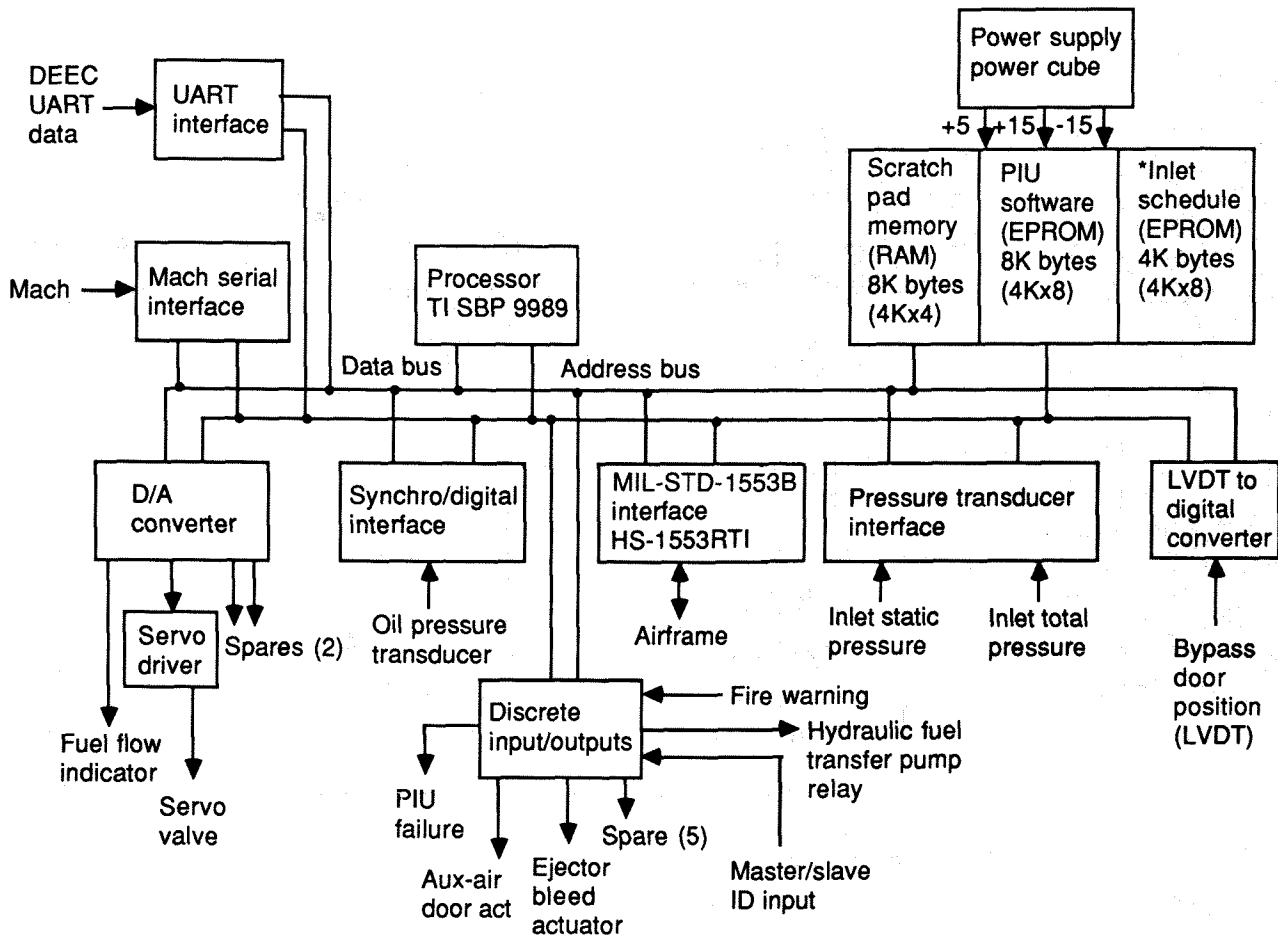 Power supply
power cube
DEEC
UART
data
UART
interface
+5
+15
-15
Scratch
pad
memory
(RAM)
8K bytes
(4Kx4)
PIU
software
(EPROM)
8K bytes
(4Kx8)
*Inlet
schedule
(EPROM)
4K bytes
(4Kx8)
Mach
Mach serial
interface
Processor
TI SBP 9989
Data bus
Address bus
D/A
converter
Synchro/digital
interface
MIL-STD-1553B
interface
HS-1553RTI
Pressure transducer
interface
LVDT to
digital
converter
Servo
driver
Spares (2)
Oil pressure
transducer
Airframe
Inlet static
pressure
Inlet total
pressure
Bypass
door
position
(LVDT)
Fuel flow
indicator
Servo
valve
Discrete
input/outputs
Fire warning
Hydraulic fuel
transfer pump
relay
PIU
failure
Aux-air
door act
Ejector
bleed
actuator
Spare (5)
Master/slave
ID input